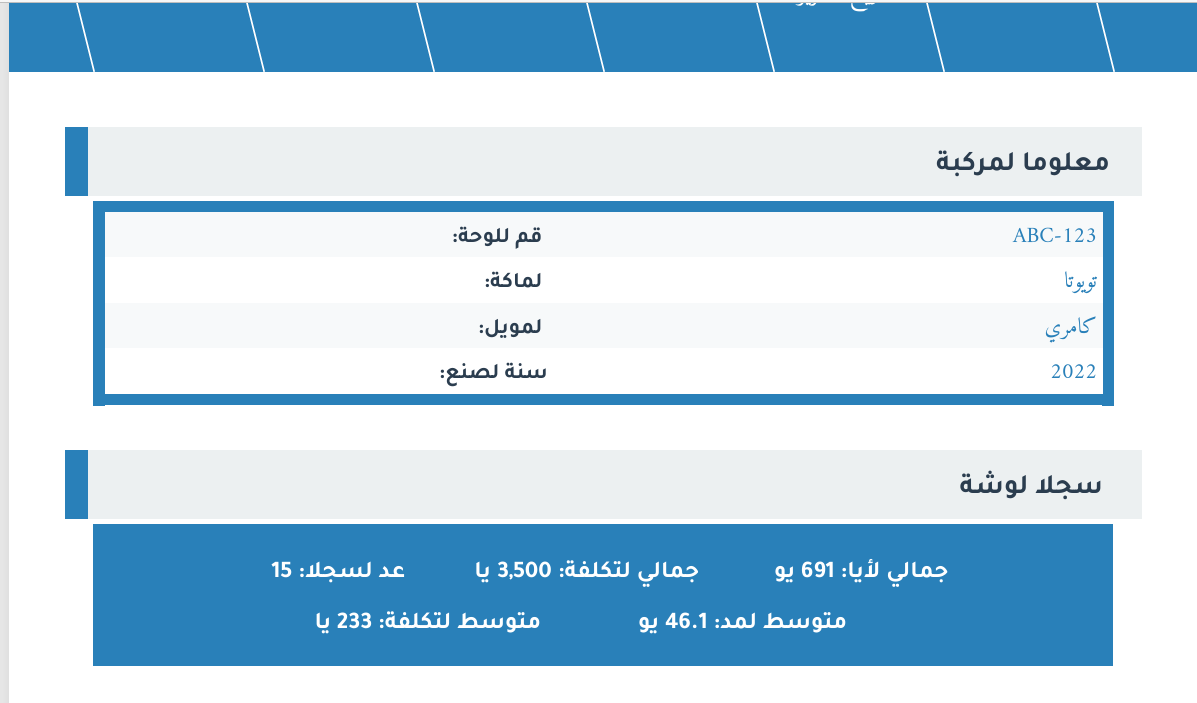 معلوما لمركبة
قم للوحة: ABC-123
لماكة: تويوتا
لمويل: كامري
سنة لصنع: 2022
سجلا لوشة
جمالي لأيا: 691 يو جمالي لتكلفة: 3,500 يا عد لسجلا: 15
متوسط لمد: 46.1 يو متوسط لتكلفة: 233 يا